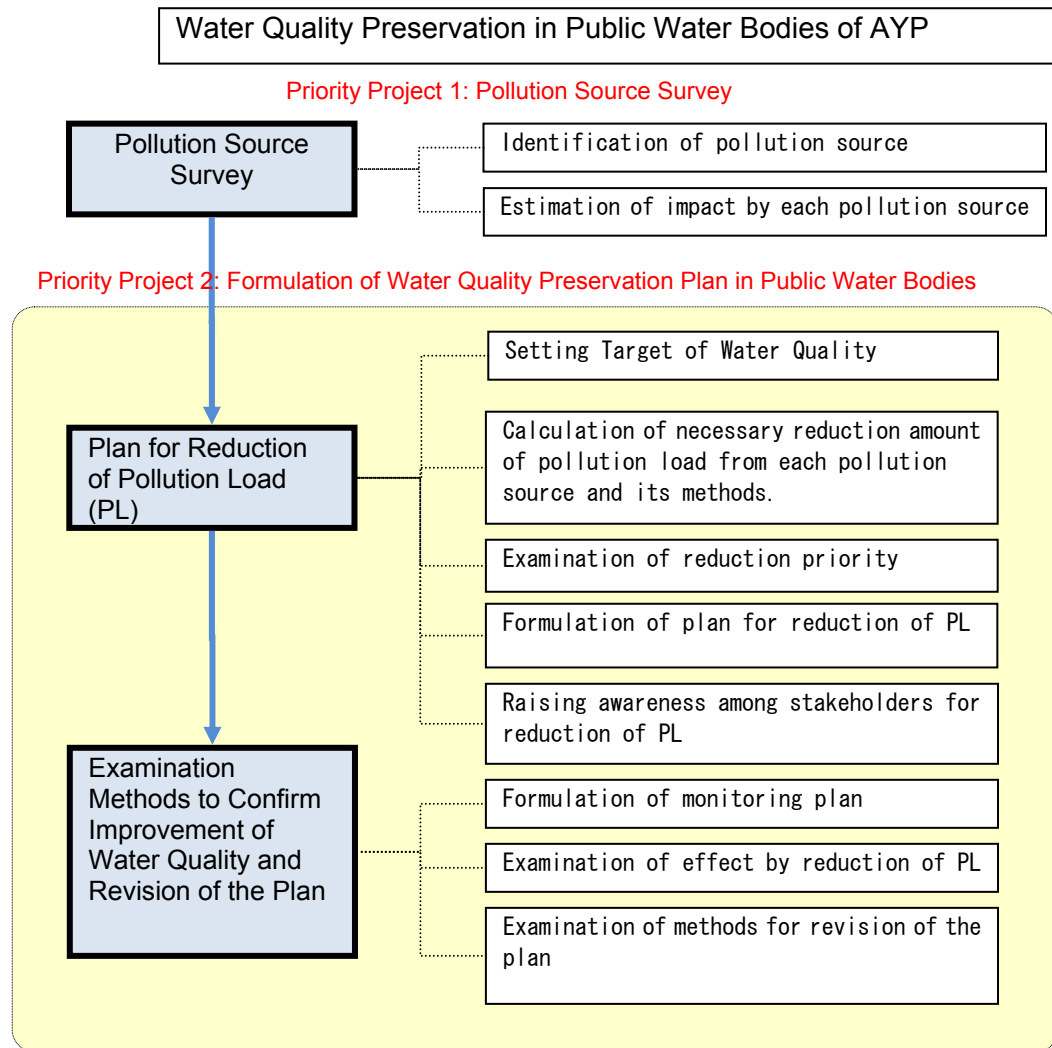 Water Quality Preservation in Public Water Bodies of AYP
Priority Project 1: Pollution Source Survey
Pollution Source
Survey
Identification of pollution source
Estimation of impact by each pollution source
Priority Project 2: Formulation of Water Quality Preservation Plan in Public Water Bodies
Plan for Reduction
of Pollution Load
(PL)
Setting Target of Water Quality
Calculation of necessary reduction amount
of pollution load from each pollution
source and its methods.
Examination of reduction priority
Formulation of plan for reduction of PL
Raising awareness among stakeholders for
reduction of PL
Examination
Methods to Confirm
Improvement of
Water Quality and
Revision of the Plan
Formulation of monitoring plan
Examination of effect by reduction of PL
Examination of methods for revision of the
plan